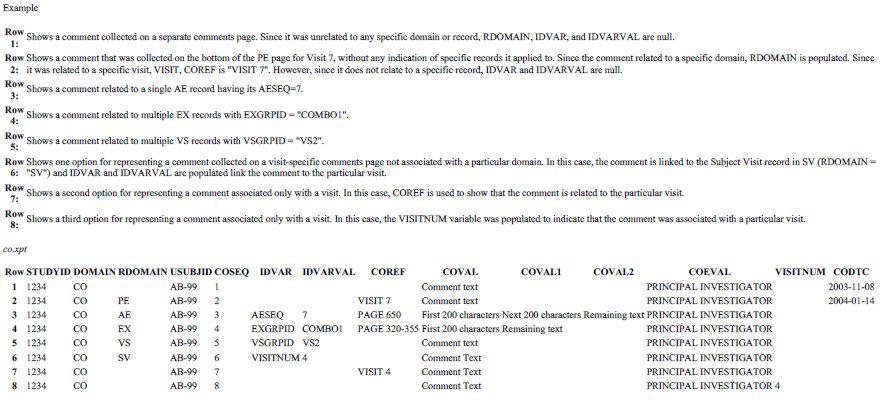 Example
Row 1: Shows a comment collected on a separate comments page. Since it was unrelated to any specific domain or record, RDOMAIN, IDVAR, and IDVARVAL are null.
Row 2: Shows a comment that was collected on the bottom of the PE page for Visit 7, without any indication of specific records it applied to. Since the comment related to a specific domain, RDOMAIN is populated. Since
it was related to a specific visit, VISIT, COREF is "VISIT 7". However, since it does not relate to a specific record, IDVAR and IDVARVAL are null.
Row 3: Shows a comment related to a single AE record having its AESEQ=7.
Row 4: Shows a comment related to multiple EX records with EXGRPID = "COMBO1".
Row 5: Shows a comment related to multiple VS records with VSGRPID = "VS2".
Row 6: Shows one option for representing a comment collected on a visit-specific comments page not associated with a particular domain. In this case, the comment is linked to the Subject Visit record in SV (RDOMAIN =
"SV") and IDVAR and IDVARVAL are populated link the comment to the particular visit.
Row 7: Shows a second option for representing a comment associated only with a visit. In this case, COREF is used to show that the comment is related to the particular visit.
Row 8: Shows a third option for representing a comment associated only with a visit. In this case, the VISITNUM variable was populated to indicate that the comment was associated with a particular visit.
co.xpt
Row STUDYID DOMAIN RDOMAIN USUBJID COSEQ IDVAR IDVARVAL COREF COVAL COVAL1 COVAL2 COEVAL VISITNUM CODTC
1 1234 CO AB-99 1 Comment text PRINCIPAL INVESTIGATOR 2003-11-08
2 1234 CO PE AB-99 2 VISIT 7 Comment text PRINCIPAL INVESTIGATOR 2004-01-14
3 1234 CO AE AB-99 3 AESEQ 7 PAGE 650 First 200 characters Next 200 characters Remaining text PRINCIPAL INVESTIGATOR
4 1234 CO EX AB-99 4 EXGRPID COMBO1 PAGE 320-355 First 200 characters Remaining text PRINCIPAL INVESTIGATOR
5 1234 CO VS AB-99 5 VSGRPID VS2 Comment text PRINCIPAL INVESTIGATOR
6 1234 CO SV AB-99 6 VISITNUM 4 Comment Text PRINCIPAL INVESTIGATOR
7 1234 CO AB-99 7 VISIT 4 Comment Text PRINCIPAL INVESTIGATOR
8 1234 CO AB-99 8 Comment Text PRINCIPAL INVESTIGATOR 4